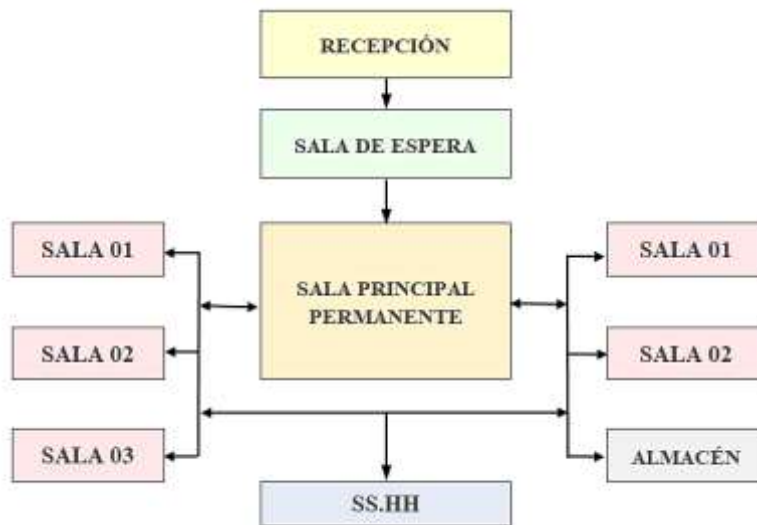 RECEPCIÓN
SALA DE ESPERA
SALA 01
SALA PRINCIPAL
PERMANENTE
SALA 01
SALA 02
SALA 02
SALA 03
ALMACÉN
SS.HH